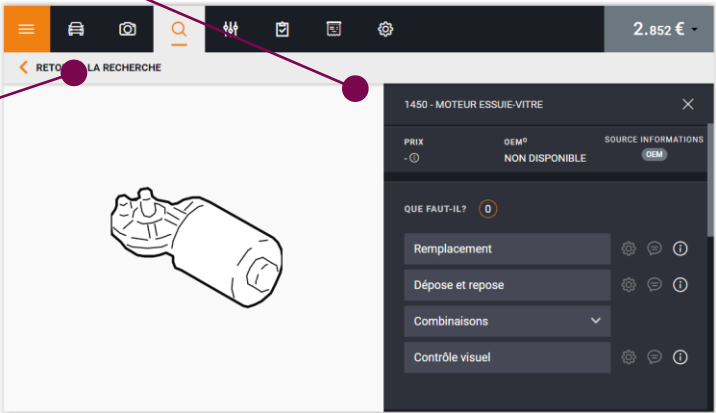 2.852 €
RETO LA RECHERCHE
1450 - MOTEUR ESSUIE-VITRE
PRIX
OEM⁰
SOURCE INFORMATIONS
-
NON DISPONIBLE
OEM
QUE FAUT-IL? 0
Remplacement
Dépose et repose
Combinaisons
Contrôle visuel